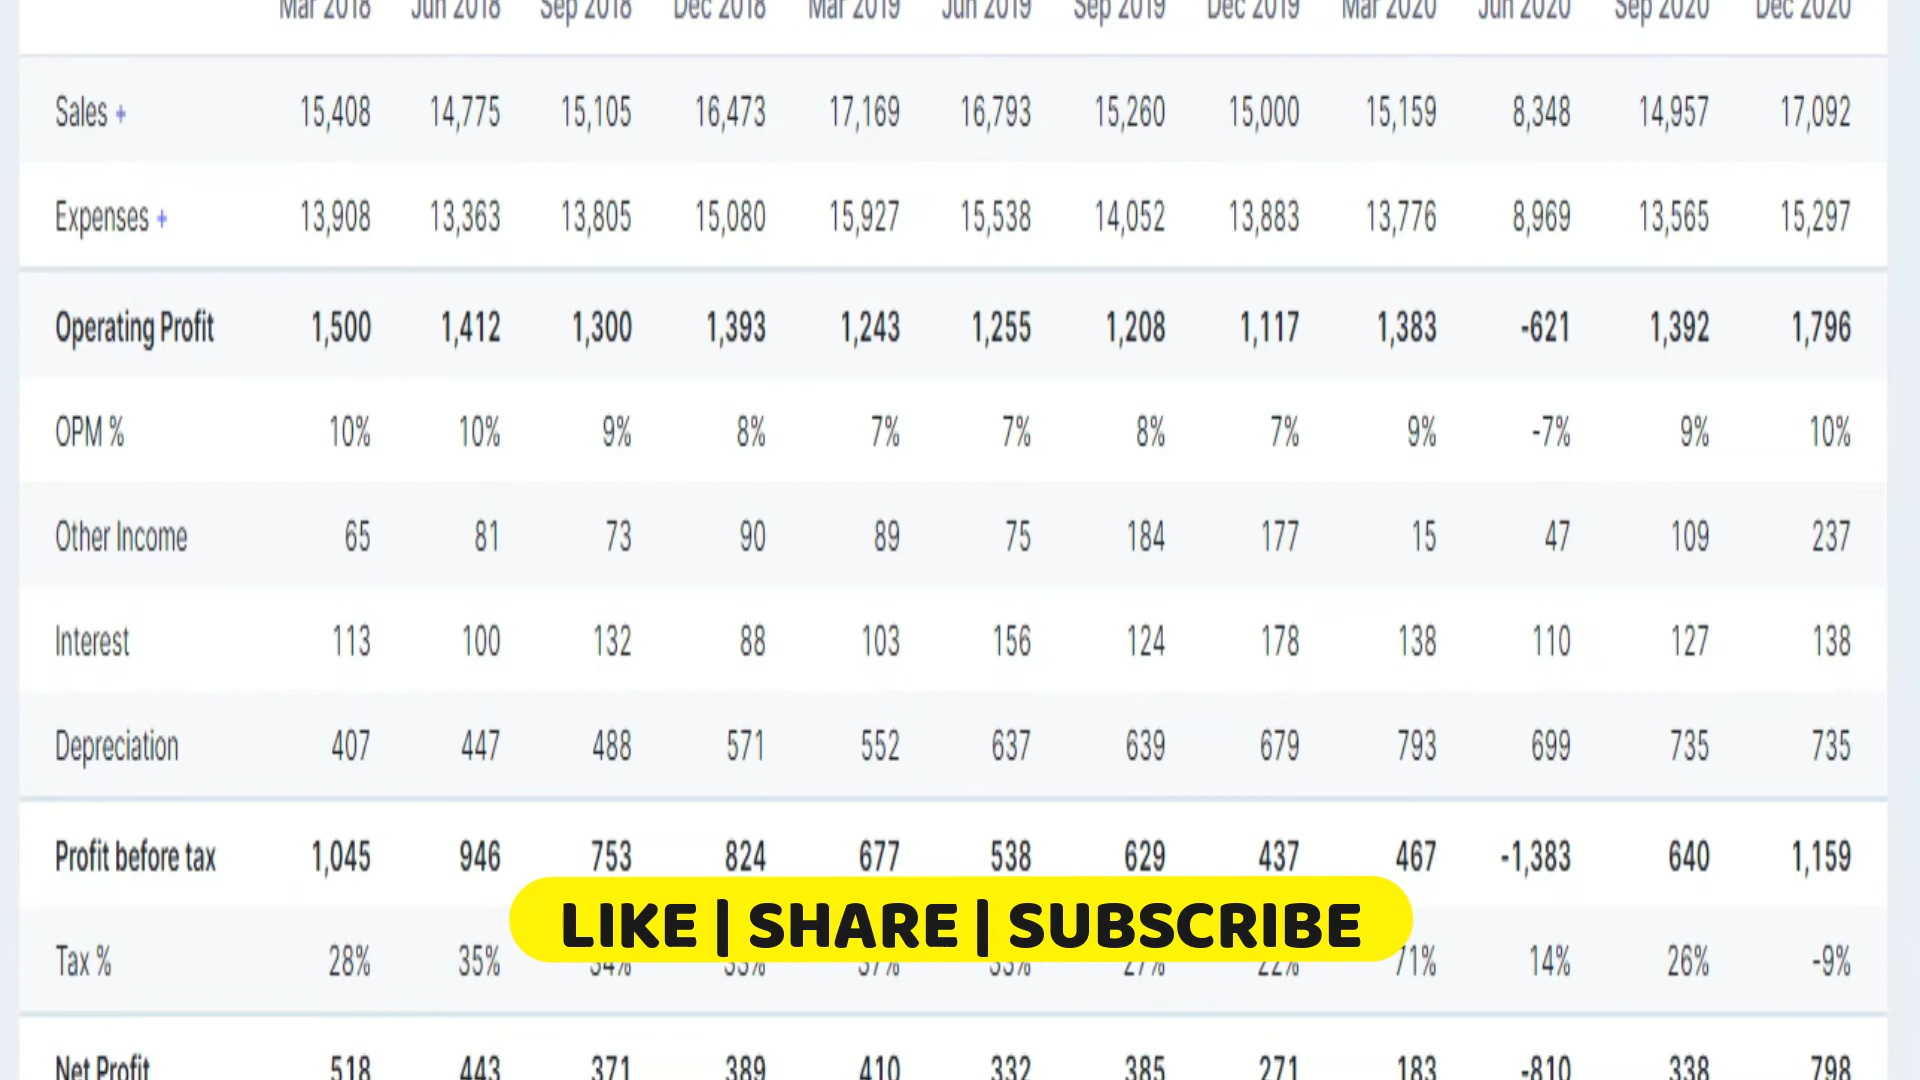 Mar 2018 Jun 2018 Sep 2018 Dec 2018 Mar 2019 Jun 2019 Sep 2019 Dec 2019 Mar 2020 Jun 2020 Sep 2020 Dec 2020
Sales + 15,408 14,775 15,105 16,473 17,169 16,793 15,260 15,000 15,159 8,348 14,957 17,092
Expenses + 13,908 13,363 13,805 15,080 15,927 15,538 14,052 13,883 13,776 8,969 13,565 15,297
Operating Profit 1,500 1,412 1,300 1,393 1,243 1,255 1,208 1,117 1,383 -621 1,392 1,796
OPM % 10% 10% 9% 8% 7% 7% 8% 7% 9% -7% 9% 10%
Other Income 65 81 73 90 89 75 184 177 15 47 109 237
Interest 113 100 132 88 103 156 124 178 138 110 127 138
Depreciation 407 447 488 571 552 637 639 679 793 699 735 735
Profit before tax 1,045 946 753 824 677 538 629 437 467 -1,383 640 1,159
LIKE | SHARE | SUBSCRIBE
Tax % 28% 35% 34% 33% 37% 33% 27% 22% 71% 14% 26% -9%
Net Profit 518 443 371 389 410 332 385 271 183 -810 338 798